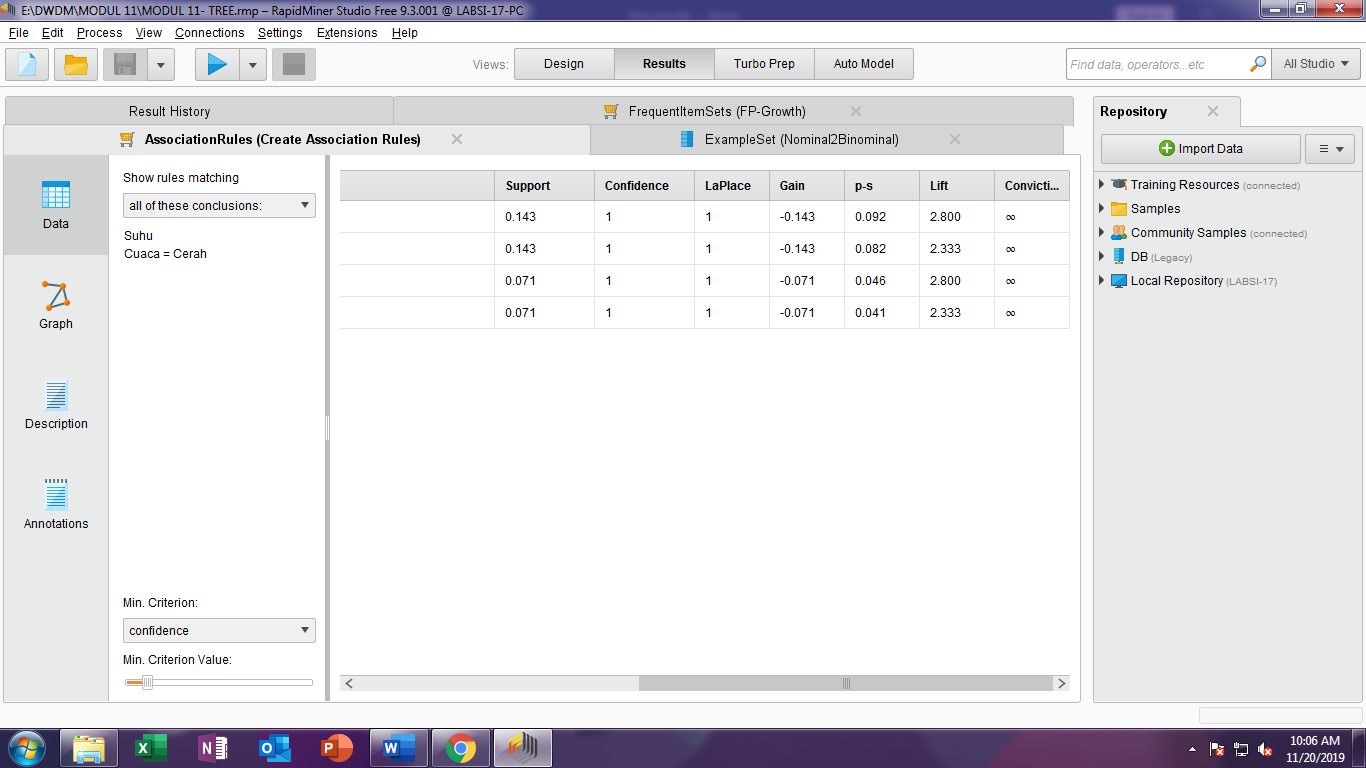 E:\DWDM\MODUL 11\MODUL 11- TREE.rmp – RapidMiner Studio Free 9.3.001 @ LABSI-17-PC
File Edit Process View Connections Settings Extensions Help
Views: Design Results Turbo Prep Auto Model Find data, operators...etc All Studio
Result History FrequentItemSets (FP-Growth)
AssociationRules (Create Association Rules) ExampleSet (Nominal2Binominal)
Data
Graph
Description
Annotations
Show rules matching
all of these conclusions:
Suhu
Cuaca = Cerah
Min. Criterion:
confidence
Min. Criterion Value:
Support Confidence LaPlace Gain p-s Lift Convicti...
0.143 1 1 -0.143 0.092 2.800 ∞
0.143 1 1 -0.143 0.082 2.333 ∞
0.071 1 1 -0.071 0.046 2.800 ∞
0.071 1 1 -0.071 0.041 2.333 ∞
Repository
Import Data
Training Resources (connected)
Samples
Community Samples (connected)
DB (Legacy)
Local Repository (LABSI-17)
10:06 AM
11/20/2019